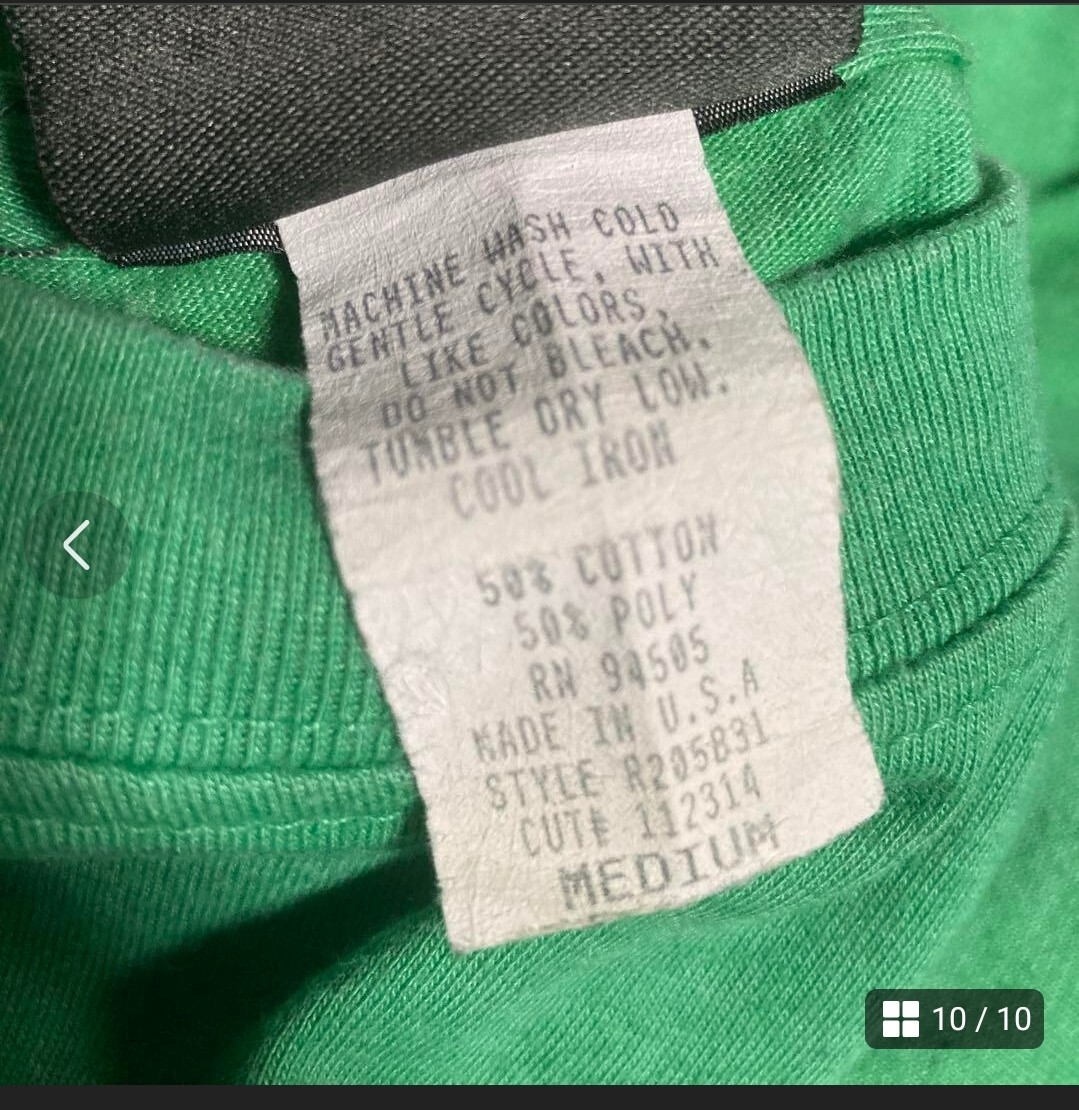 MACHINE WASH COLD
GENTLE CYCLE, WITH
LIKE COLORS.
DO NOT BLEACH.
TUMBLE DRY LOW.
COOL IRON
50% COTTON
50% POLY
RN 94505
MADE IN U.S.A
STYLE R205831
CUT# 112314
MEDIUM
10 / 10